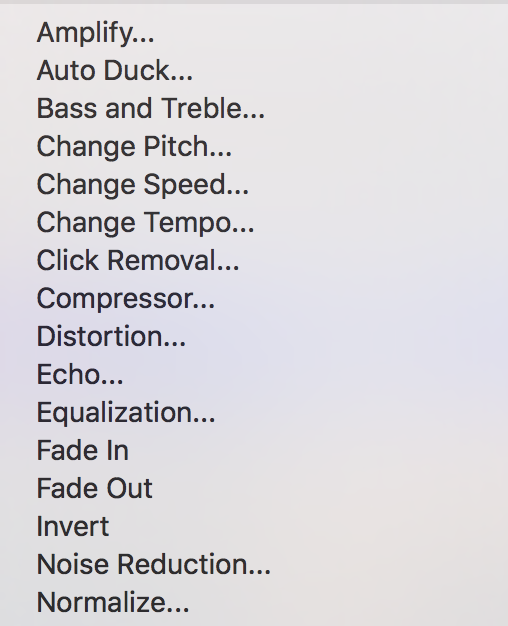 Amplify...
Auto Duck...
Bass and Treble...
Change Pitch...
Change Speed...
Change Tempo...
Click Removal...
Compressor...
Distortion...
Echo...
Equalization...
Fade In
Fade Out
Invert
Noise Reduction...
Normalize...